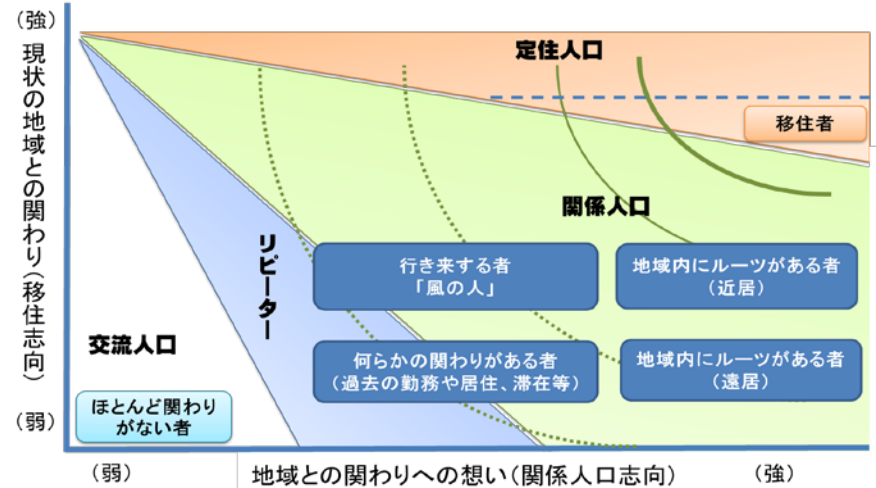 （強）
現状の地域との関わり（移住志向）
（弱）
定住人口
移住者
関係人口
リピーター
行き来する者
「風の人」
地域内にルーツがある者
（近居）
交流人口
何らかの関わりがある者
（過去の勤務や居住、滞在等）
地域内にルーツがある者
（遠居）
ほとんど関わり
がない者
（弱）
地域との関わりへの想い（関係人口志向）
（強）